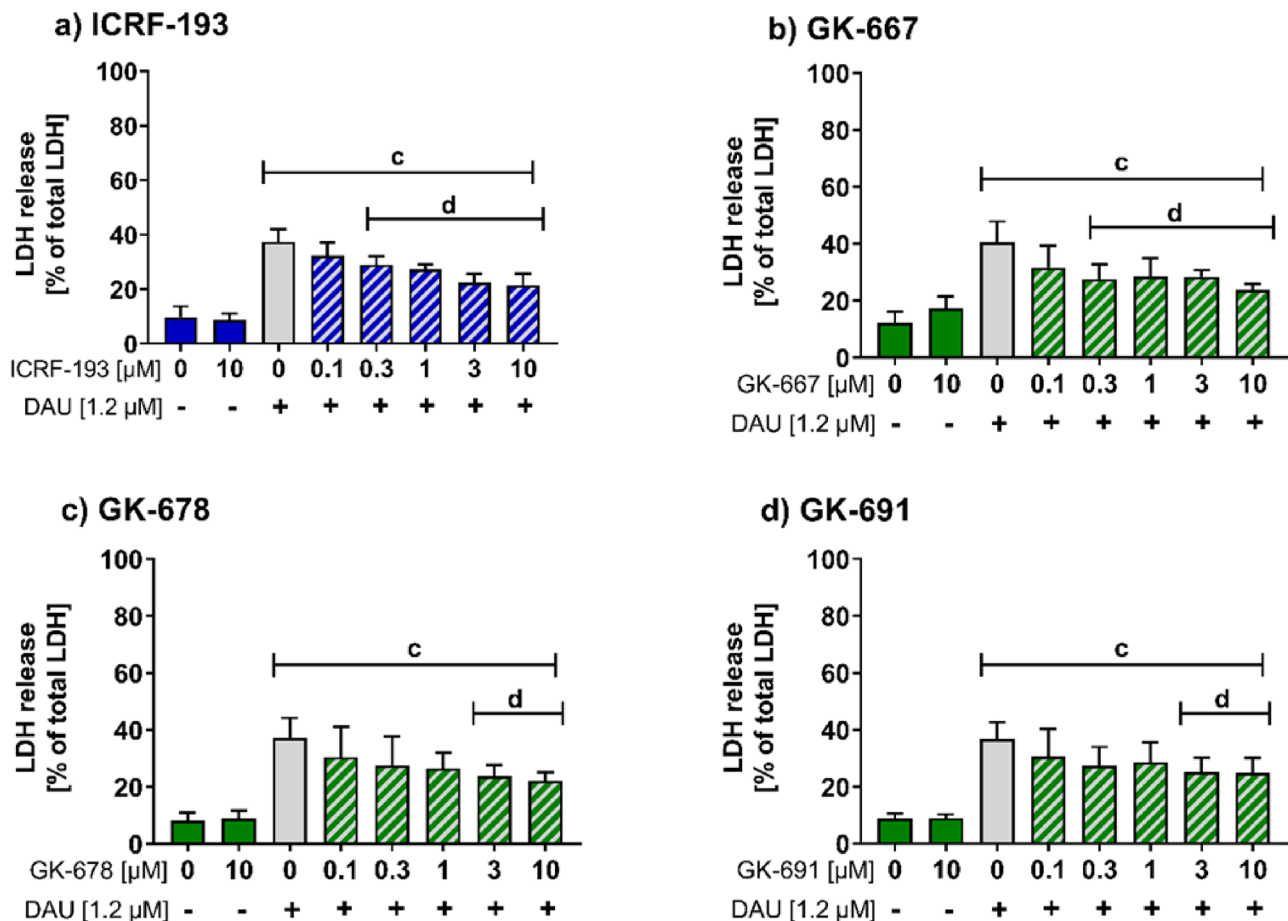 a) ICRF-193
LDH release
[% of total LDH]
100
80
60
40
20
0
c
d
ICRF-193 [µM] 0 10 0 0.1 0.3 1 3 10
DAU [1.2 µM] - - + + + + + +
b) GK-667
LDH release
[% of total LDH]
100
80
60
40
20
0
c
d
GK-667 [µM] 0 10 0 0.1 0.3 1 3 10
DAU [1.2 µM] - - + + + + + +
c) GK-678
LDH release
[% of total LDH]
100
80
60
40
20
0
c
d
GK-678 [µM] 0 10 0 0.1 0.3 1 3 10
DAU [1.2 µM] - - + + + + + +
d) GK-691
LDH release
[% of total LDH]
100
80
60
40
20
0
c
d
GK-691 [µM] 0 10 0 0.1 0.3 1 3 10
DAU [1.2 µM] - - + + + + + +